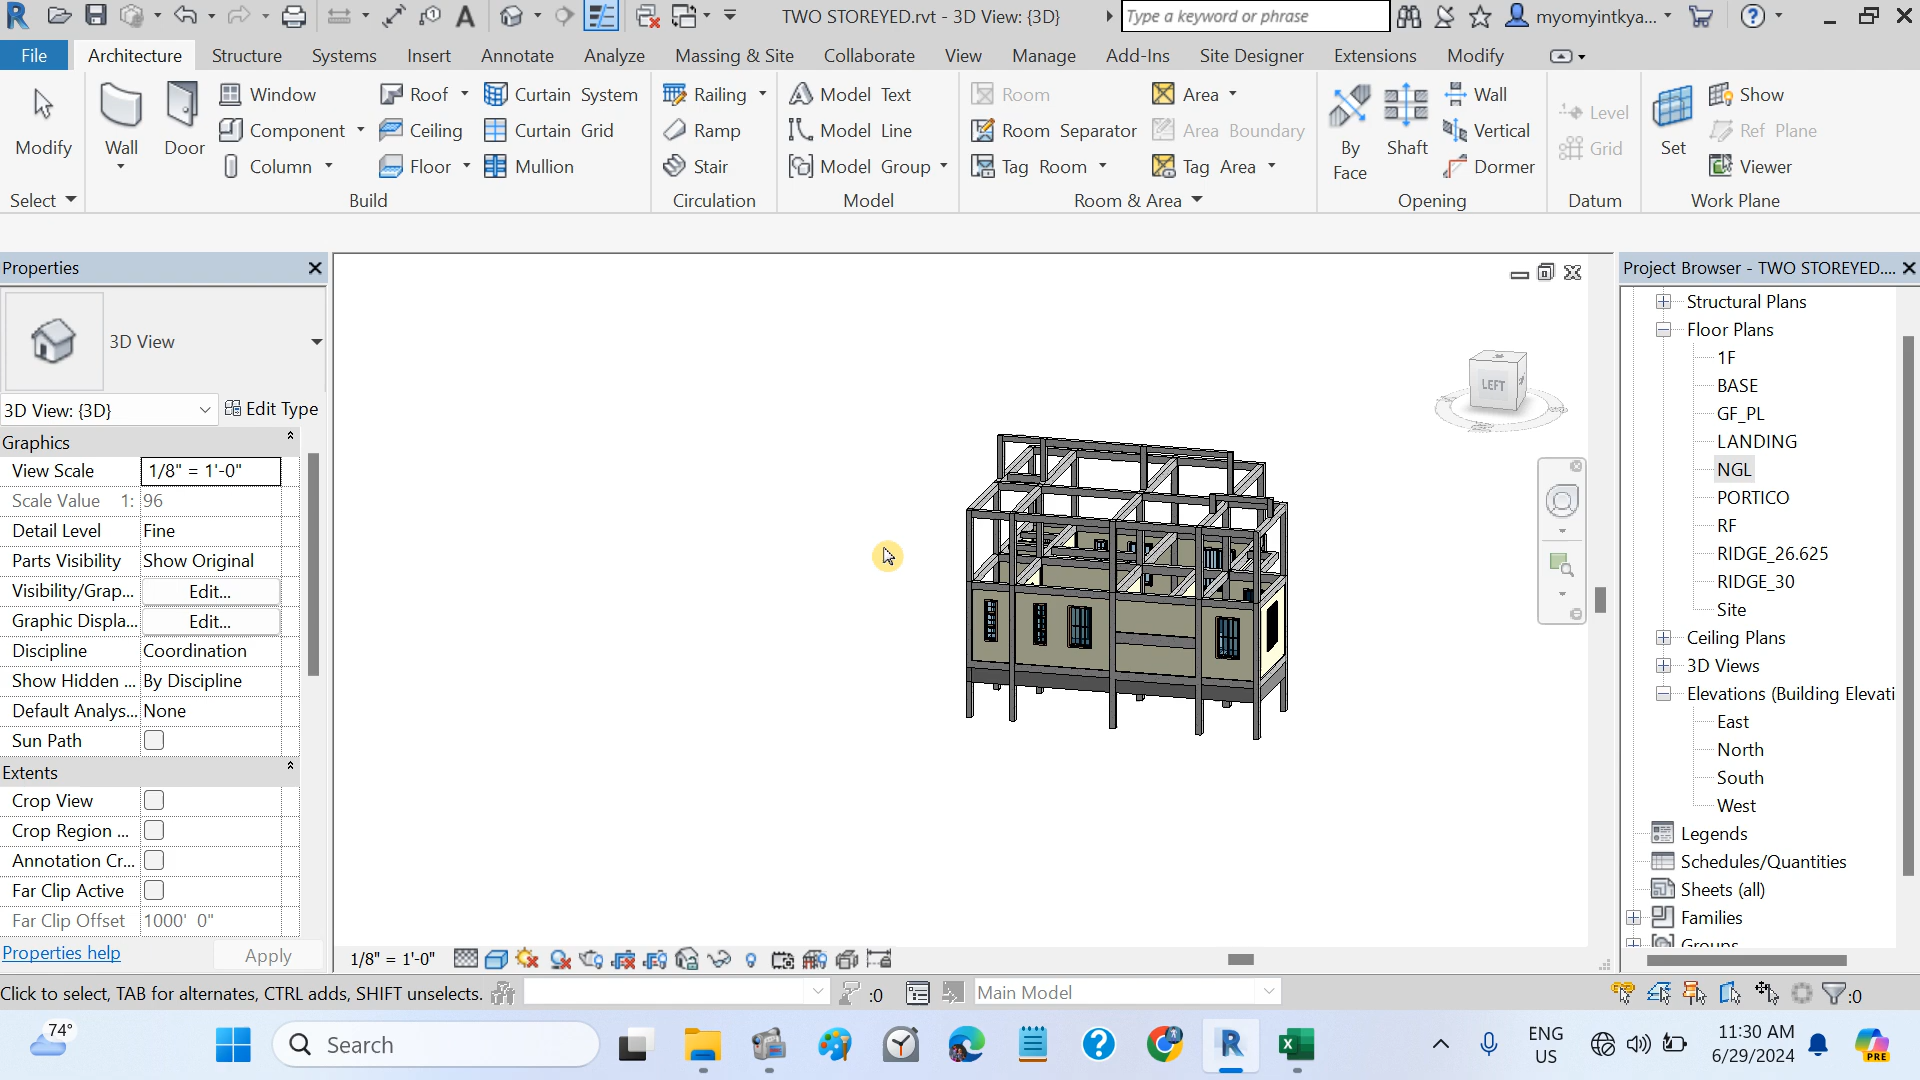 TWO STOREYED.rvt - 3D View: {3D}
Type a keyword or phrase
myomyintkya...
File Architecture Structure Systems Insert Annotate Analyze Massing & Site Collaborate View Manage Add-Ins Site Designer Extensions Modify
Modify
Select
Wall
Door
Window
Component
Column
Roof
Ceiling
Floor
Curtain System
Curtain Grid
Mullion
Build
Railing
Ramp
Stair
Circulation
Model Text
Model Line
Model Group
Model
Room
Room Separator
Tag Room
Area
Area Boundary
Tag Area
Room & Area
By
Face
Shaft
Wall
Vertical
Dormer
Opening
Level
Grid
Datum
Set
Show
Ref Plane
Viewer
Work Plane
Properties
3D View
3D View: {3D}
Edit Type
Graphics
View Scale 1/8" = 1'-0"
Scale Value 1: 96
Detail Level Fine
Parts Visibility Show Original
Visibility/Grap... Edit...
Graphic Displa... Edit...
Discipline Coordination
Show Hidden ... By Discipline
Default Analys... None
Sun Path
Extents
Crop View
Crop Region ...
Annotation Cr...
Far Clip Active
Far Clip Offset 1000' 0"
Properties help
Apply
LEFT
1/8" = 1'-0"
Project Browser - TWO STOREYED....
Structural Plans
Floor Plans
1F
BASE
GF_PL
LANDING
NGL
PORTICO
RF
RIDGE_26.625
RIDGE_30
Site
Ceiling Plans
3D Views
Elevations (Building Elevati
East
North
South
West
Legends
Schedules/Quantities
Sheets (all)
Families
Groups
Click to select, TAB for alternates, CTRL adds, SHIFT unselects.
:0
Main Model
:0
74°
Search
ENG
US
11:30 AM
6/29/2024
PRE